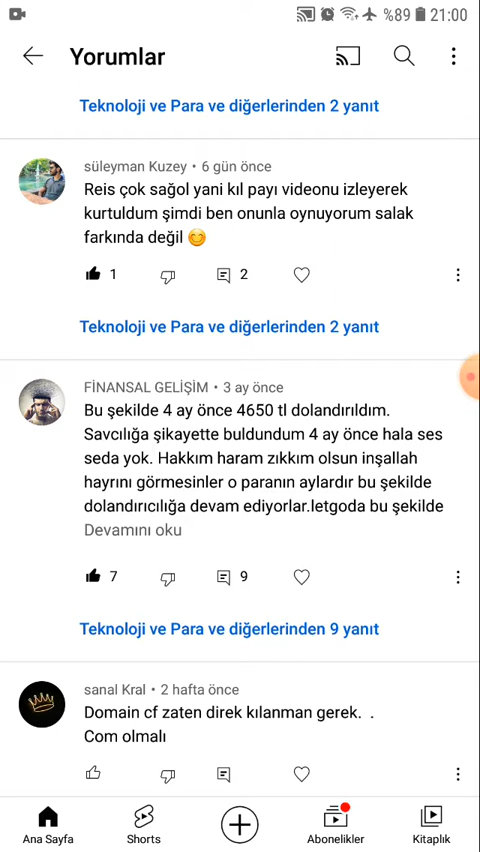 %89 21:00
Yorumlar
Teknoloji ve Para ve diğerlerinden 2 yanıt
süleyman Kuzey • 6 gün önce
Reis çok sağol yani kıl payı videonu izleyerek
kurtuldum şimdi ben onunla oynuyorum salak
farkında değil 😊
1 2
Teknoloji ve Para ve diğerlerinden 2 yanıt
FİNANSAL GELİŞİM • 3 ay önce
Bu şekilde 4 ay önce 4650 tl dolandırıldım.
Savcılığa şikayette buldundum 4 ay önce hala ses
seda yok. Hakkım haram zıkkım olsun inşallah
hayrını görmesinler o paranın aylardır bu şekilde
dolandırıcılığa devam ediyorlar.letgoda bu şekilde
Devamını oku
7 9
Teknoloji ve Para ve diğerlerinden 9 yanıt
sanal Kral • 2 hafta önce
Domain cf zaten direk kılanman gerek. .
Com olmalı
Ana Sayfa Shorts Abonelikler Kitaplık